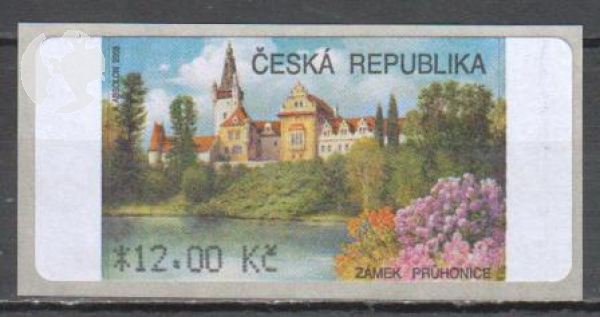 ČESKÁ REPUBLIKA
*12.00 Kč
ZÁMEK PRŮHONICE